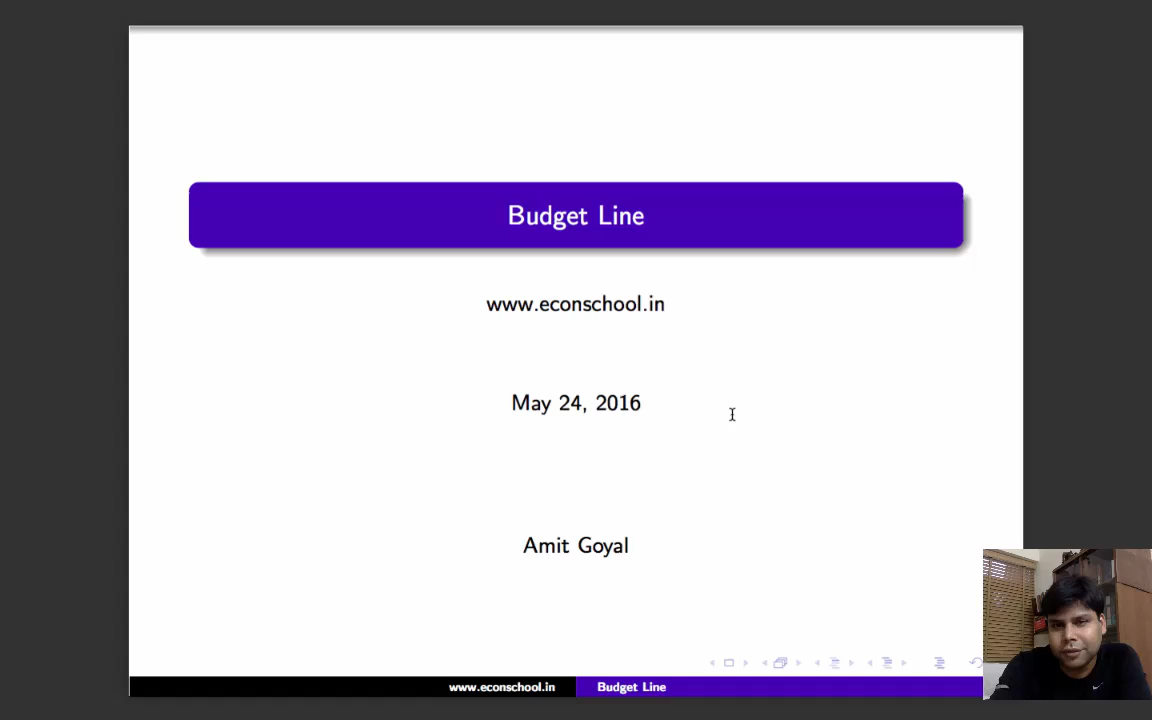 Budget Line
www.econschool.in
May 24, 2016
Amit Goyal
www.econschool.in Budget Line